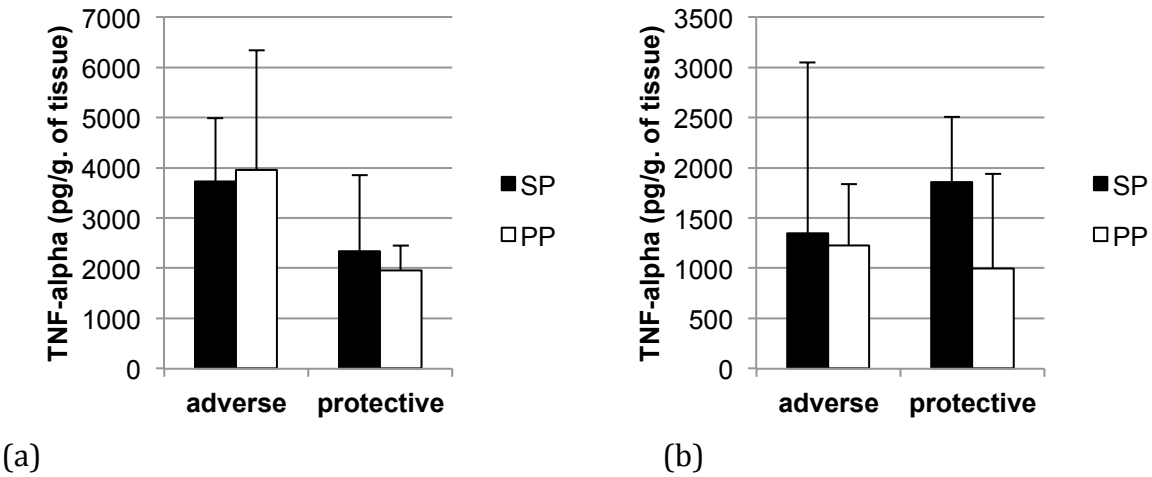 TNF-alpha (pg/g. of tissue)
7000
6000
5000
4000
3000
2000
1000
0
adverse protective
SP
PP
(a)
TNF-alpha (pg/g. of tissue)
3500
3000
2500
2000
1500
1000
500
0
adverse protective
SP
PP
(b)